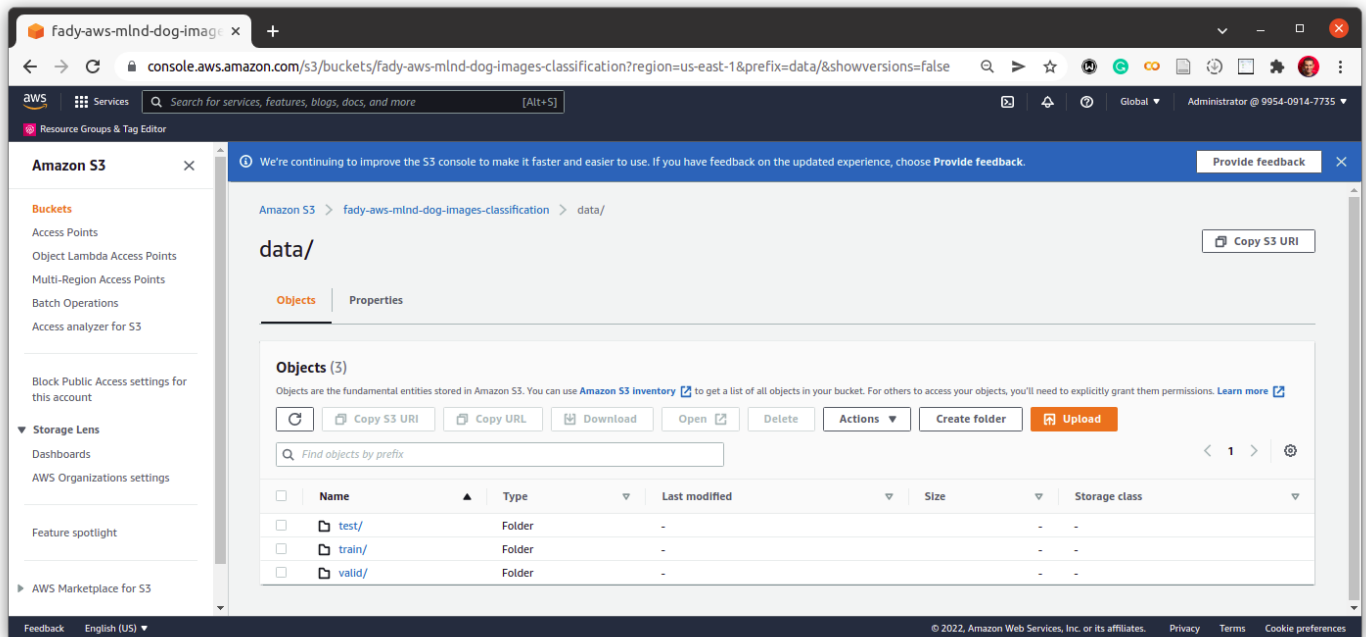 fady-aws-mlnd-dog-image
console.aws.amazon.com/s3/buckets/fady-aws-mlnd-dog-images-classification?region=us-east-1&prefix=data/&showversions=false
aws Services Search for services, features, blogs, docs, and more [Alt+S] Global ▼ Administrator @ 9954-0914-7735 ▼
Resource Groups & Tag Editor
Amazon S3
Buckets
Access Points
Object Lambda Access Points
Multi-Region Access Points
Batch Operations
Access analyzer for S3
Block Public Access settings for
this account
Storage Lens
Dashboards
AWS Organizations settings
Feature spotlight
AWS Marketplace for S3
We're continuing to improve the S3 console to make it faster and easier to use. If you have feedback on the updated experience, choose Provide feedback. Provide feedback
Amazon S3 > fady-aws-mlnd-dog-images-classification > data/
data/
Copy S3 URI
Objects Properties
Objects (3)
Objects are the fundamental entities stored in Amazon S3. You can use Amazon S3 inventory to get a list of all objects in your bucket. For others to access your objects, you'll need to explicitly grant them permissions. Learn more
Copy S3 URI Copy URL Download Open Delete Actions ▼ Create folder Upload
Find objects by prefix
< 1 >
Name Type Last modified Size Storage class
test/ Folder - - -
train/ Folder - - -
valid/ Folder - - -
Feedback English (US) ▼ © 2022, Amazon Web Services, Inc. or its affiliates. Privacy Terms Cookie preferences